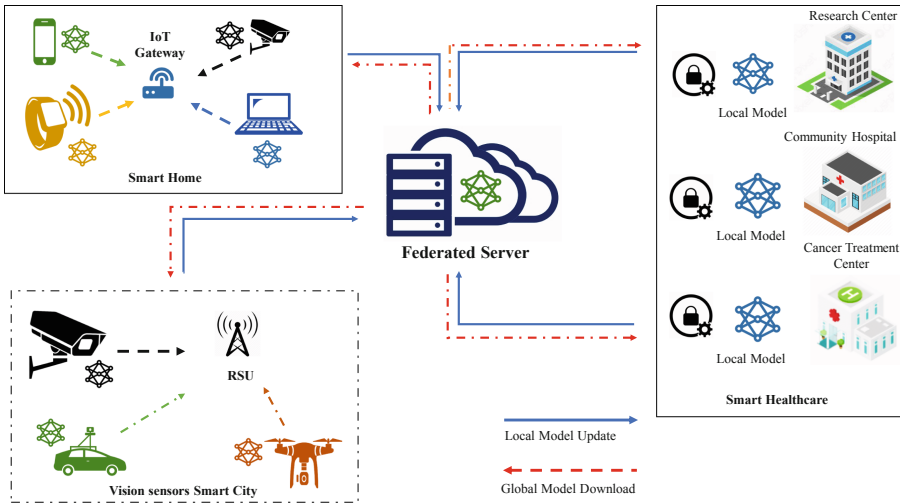 IoT
Gateway
Smart Home
Research Center
Local Model
Community Hospital
Local Model
Cancer Treatment
Center
H
Local Model
Smart Healthcare
Federated Server
RSU
Vision sensors Smart City
Local Model Update
Global Model Download